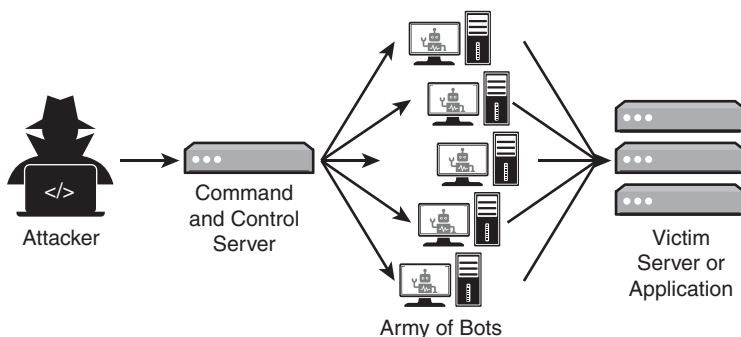 </>
Attacker
Command
and Control
Server
Army of Bots
Victim
Server or
Application